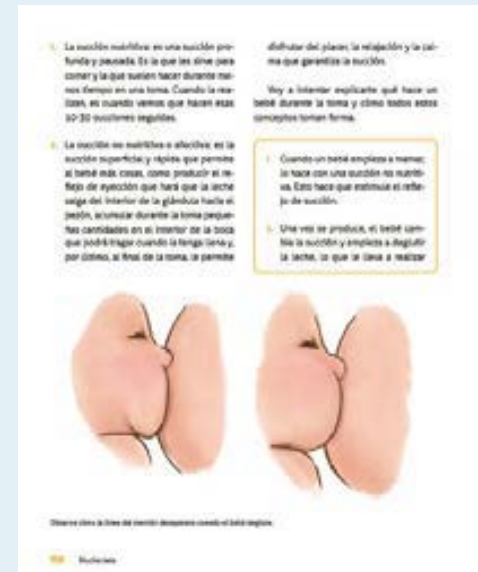 1. La succión nutritiva: es una succión pro-
funda y pausada. Es la que les sirve para
comer y la que suelen hacer durante me-
nos tiempo en una toma. Cuando la rea-
lizan, es cuando vemos que hacen esas
10-30 succiones seguidas.
2. La succión no nutritiva o afectiva: es la
succión superficial y rápida que permite
al bebé más cosas, como producir el re-
flejo de eyección que hará que la leche
salga del interior de la glándula hacia el
pezón, acumular durante la toma peque-
ñas cantidades en el interior de la boca
que podrá tragar cuando la tenga llena y,
por último, al final de la toma, le permite
disfrutar del placer, la relajación y la cal-
ma que garantiza la succión.
Voy a intentar explicarte qué hace un
bebé durante la toma y cómo todos estos
conceptos toman forma.
1. Cuando un bebé empieza a mamar,
lo hace con una succión no nutriti-
va. Esto hace que estimule el refle-
jo de succión.
2. Una vez se produce, el bebé cam-
bia la succión y empieza a deglutir
la leche, lo que le lleva a realizar
Observa cómo la línea del mentón desaparece cuando el bebé deglute.
Mucha teta